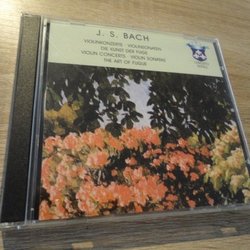 J. S. BACH
VIOLINKONZERTE · VIOLINSONATEN
DIE KUNST DER FUGE
VIOLIN CONCERTS · VIOLIN SONATAS
THE ART OF FUGUE